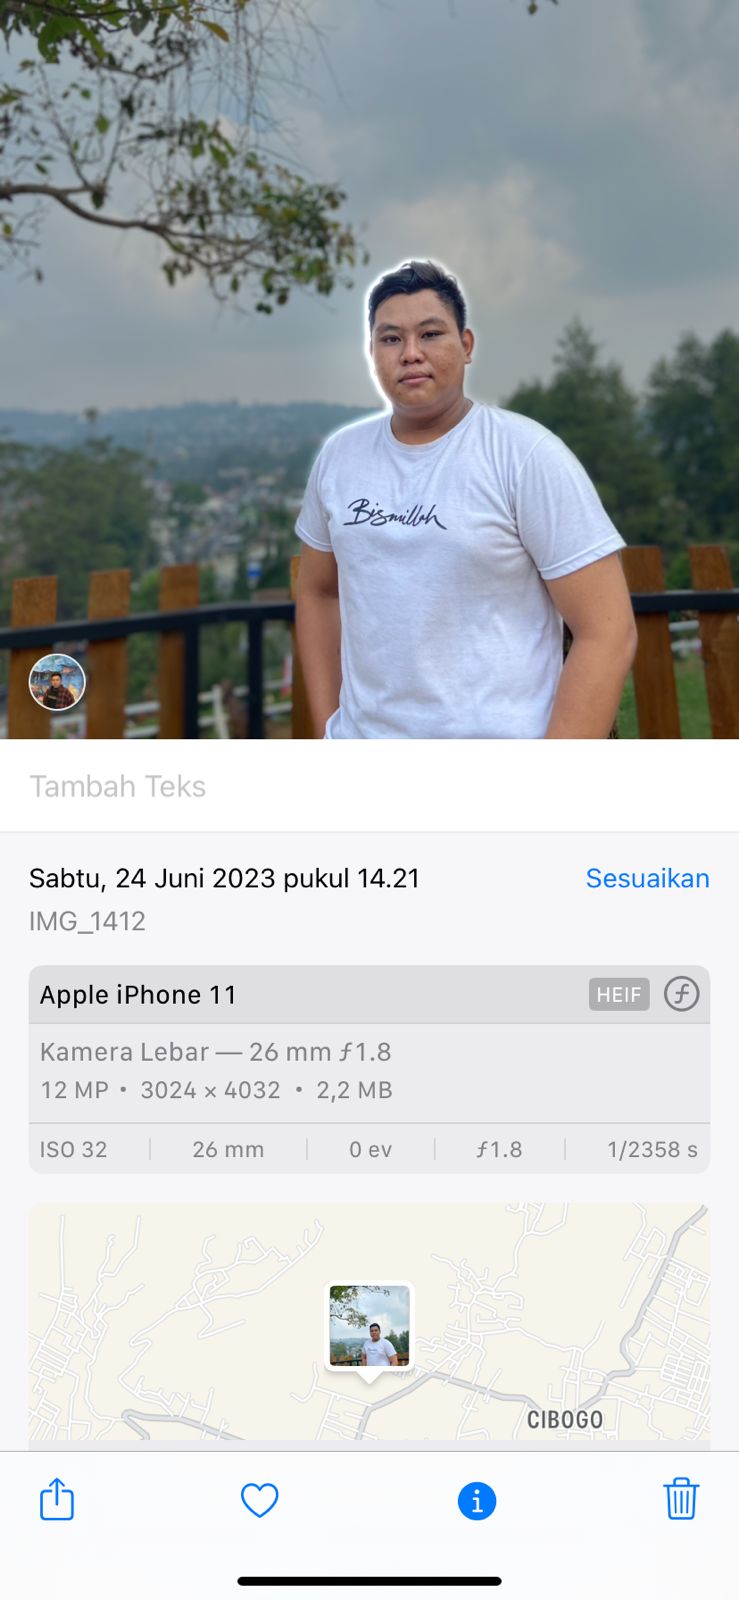 Bismillah
Tambah Teks
Sabtu, 24 Juni 2023 pukul 14.21
Sesuaikan
IMG_1412
Apple iPhone 11
HEIF
f
Kamera Lebar — 26 mm ƒ1.8
12 MP • 3024 × 4032 • 2,2 MB
ISO 32 26 mm 0 ev ƒ1.8 1/2358 s
CIBOGO